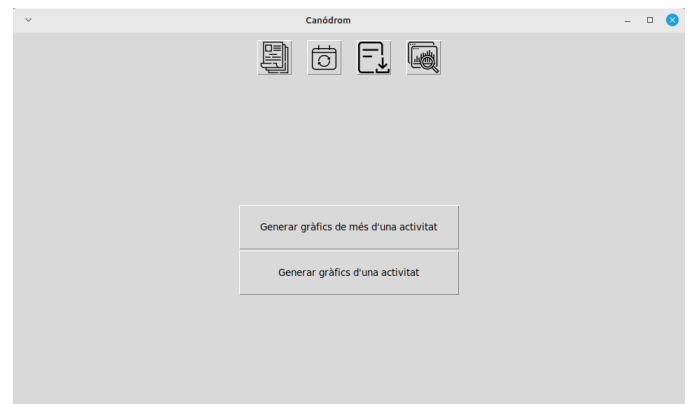 Canódrom
Generar gràfics de més d'una activitat
Generar gràfics d'una activitat